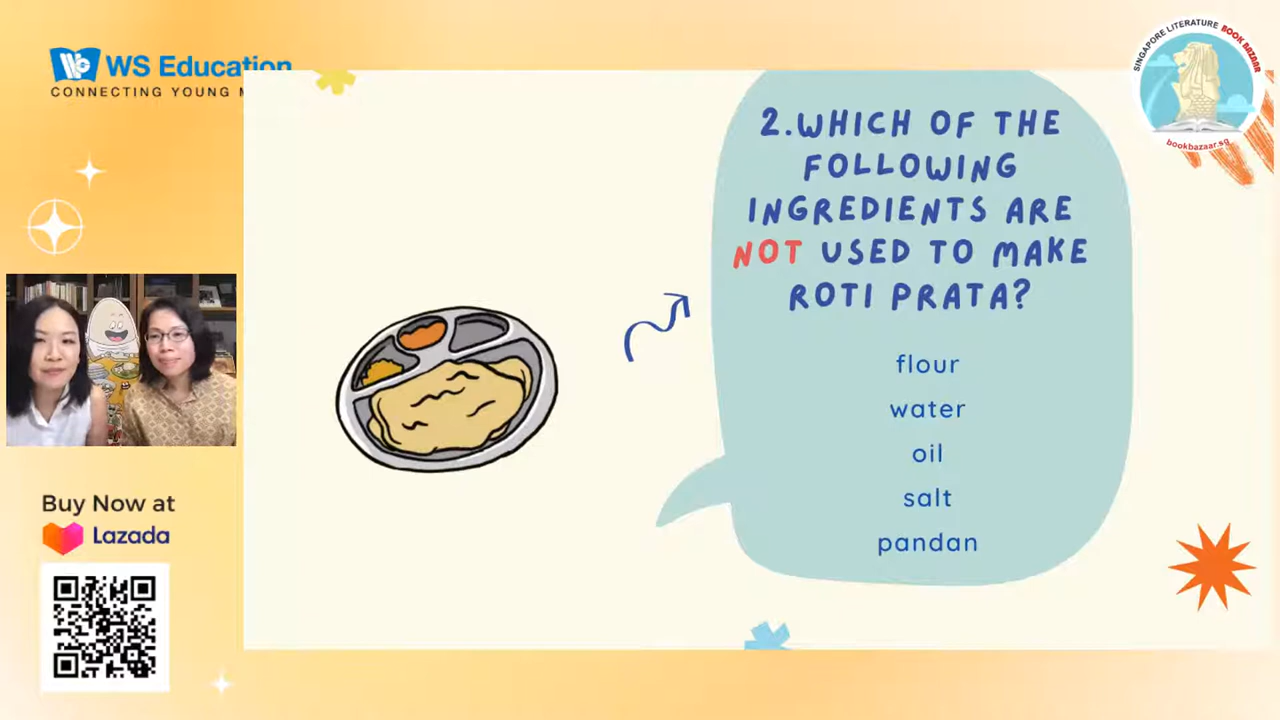 WS Education
CONNECTING YOUNG M
SINGAPORE LITERATURE BOOK BAZAAR
bookbazaar.sg
2.WHICH OF THE
FOLLOWING
INGREDIENTS ARE
NOT USED TO MAKE
ROTI PRATA?
flour
water
oil
salt
pandan
Buy Now at
Lazada